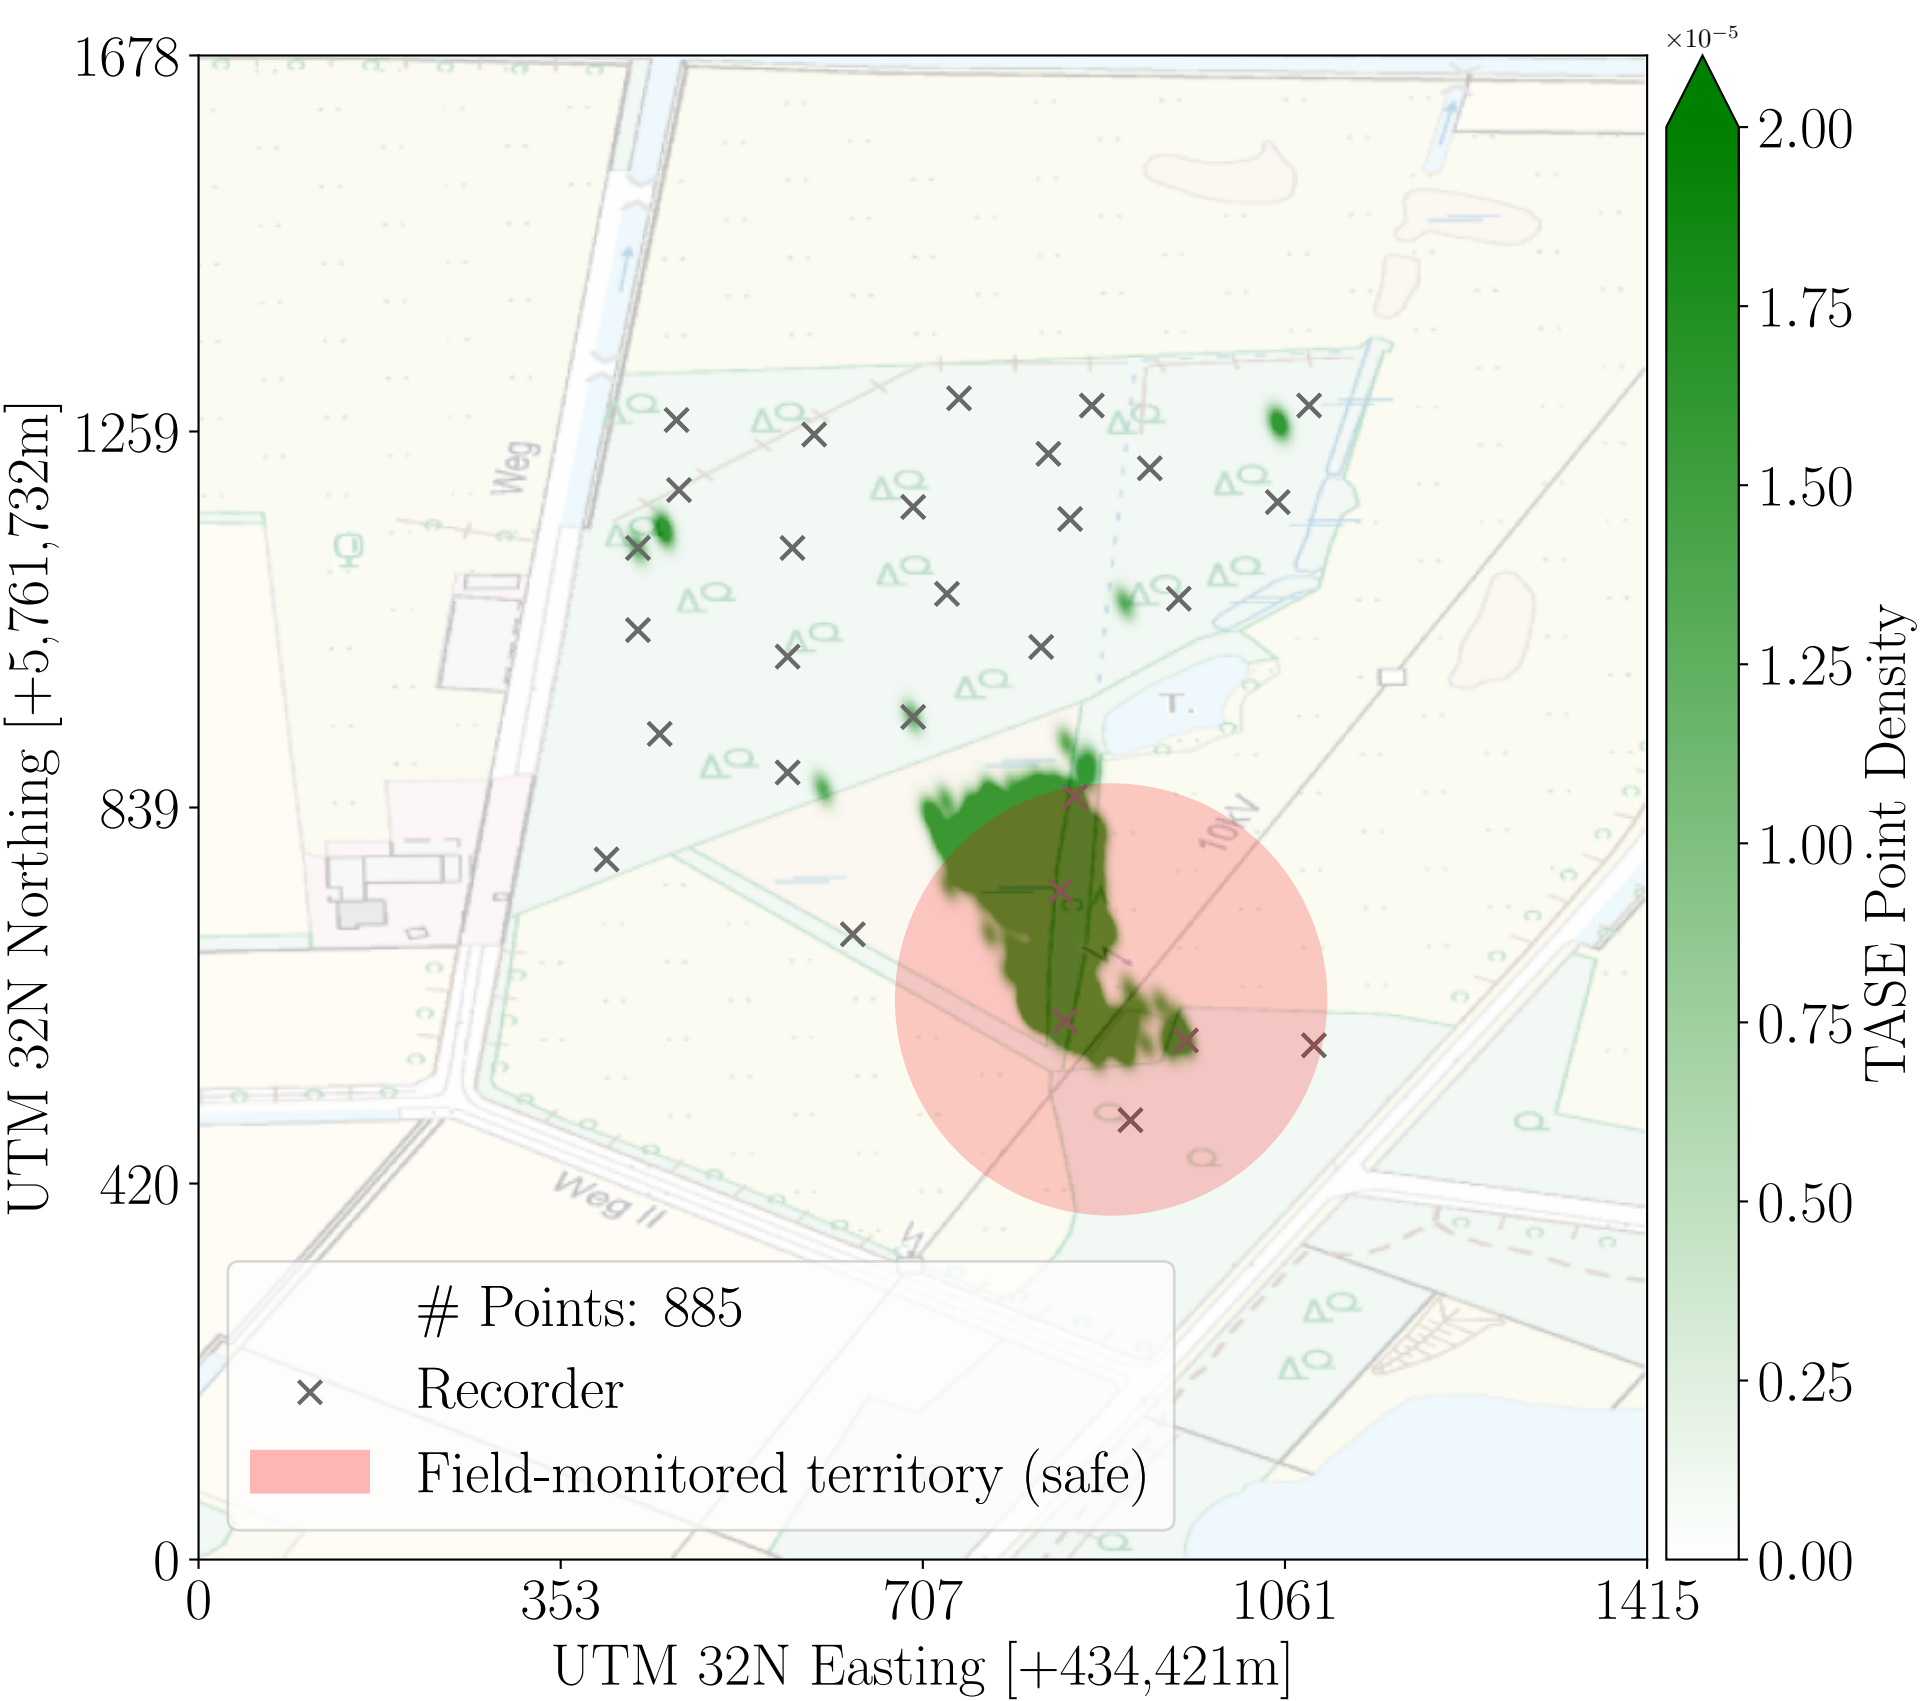 ×10⁻⁵
1678
1259
839
420
0
UTM 32N Northing [+5,761,732m]
Weg
T.
10kV
Weg II
# Points: 885
Recorder
Field-monitored territory (safe)
0
353
707
1061
1415
UTM 32N Easting [+434,421m]
2.00
1.75
1.50
1.25
1.00
0.75
0.50
0.25
0.00
TASE Point Density